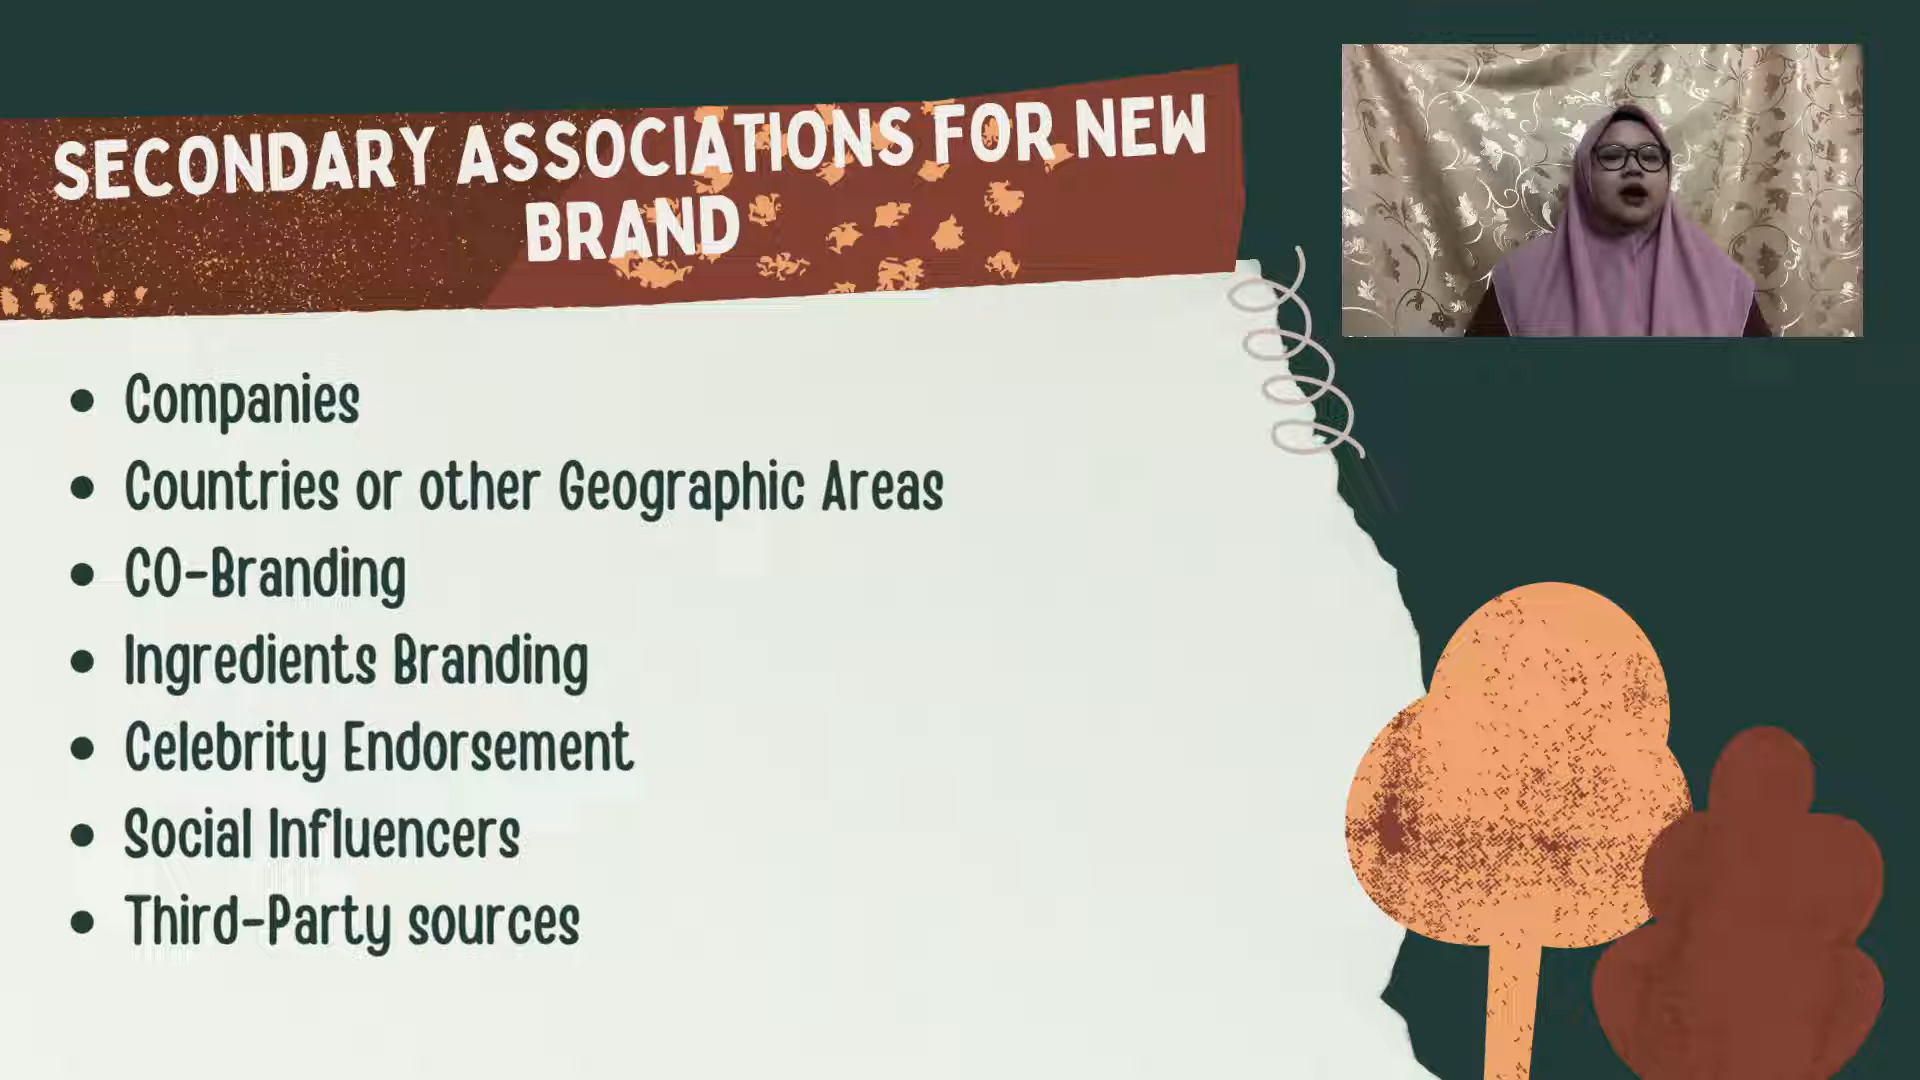 SECONDARY ASSOCIATIONS FOR NEW
BRAND
• Companies
• Countries or other Geographic Areas
• CO-Branding
• Ingredients Branding
• Celebrity Endorsement
• Social Influencers
• Third-Party sources